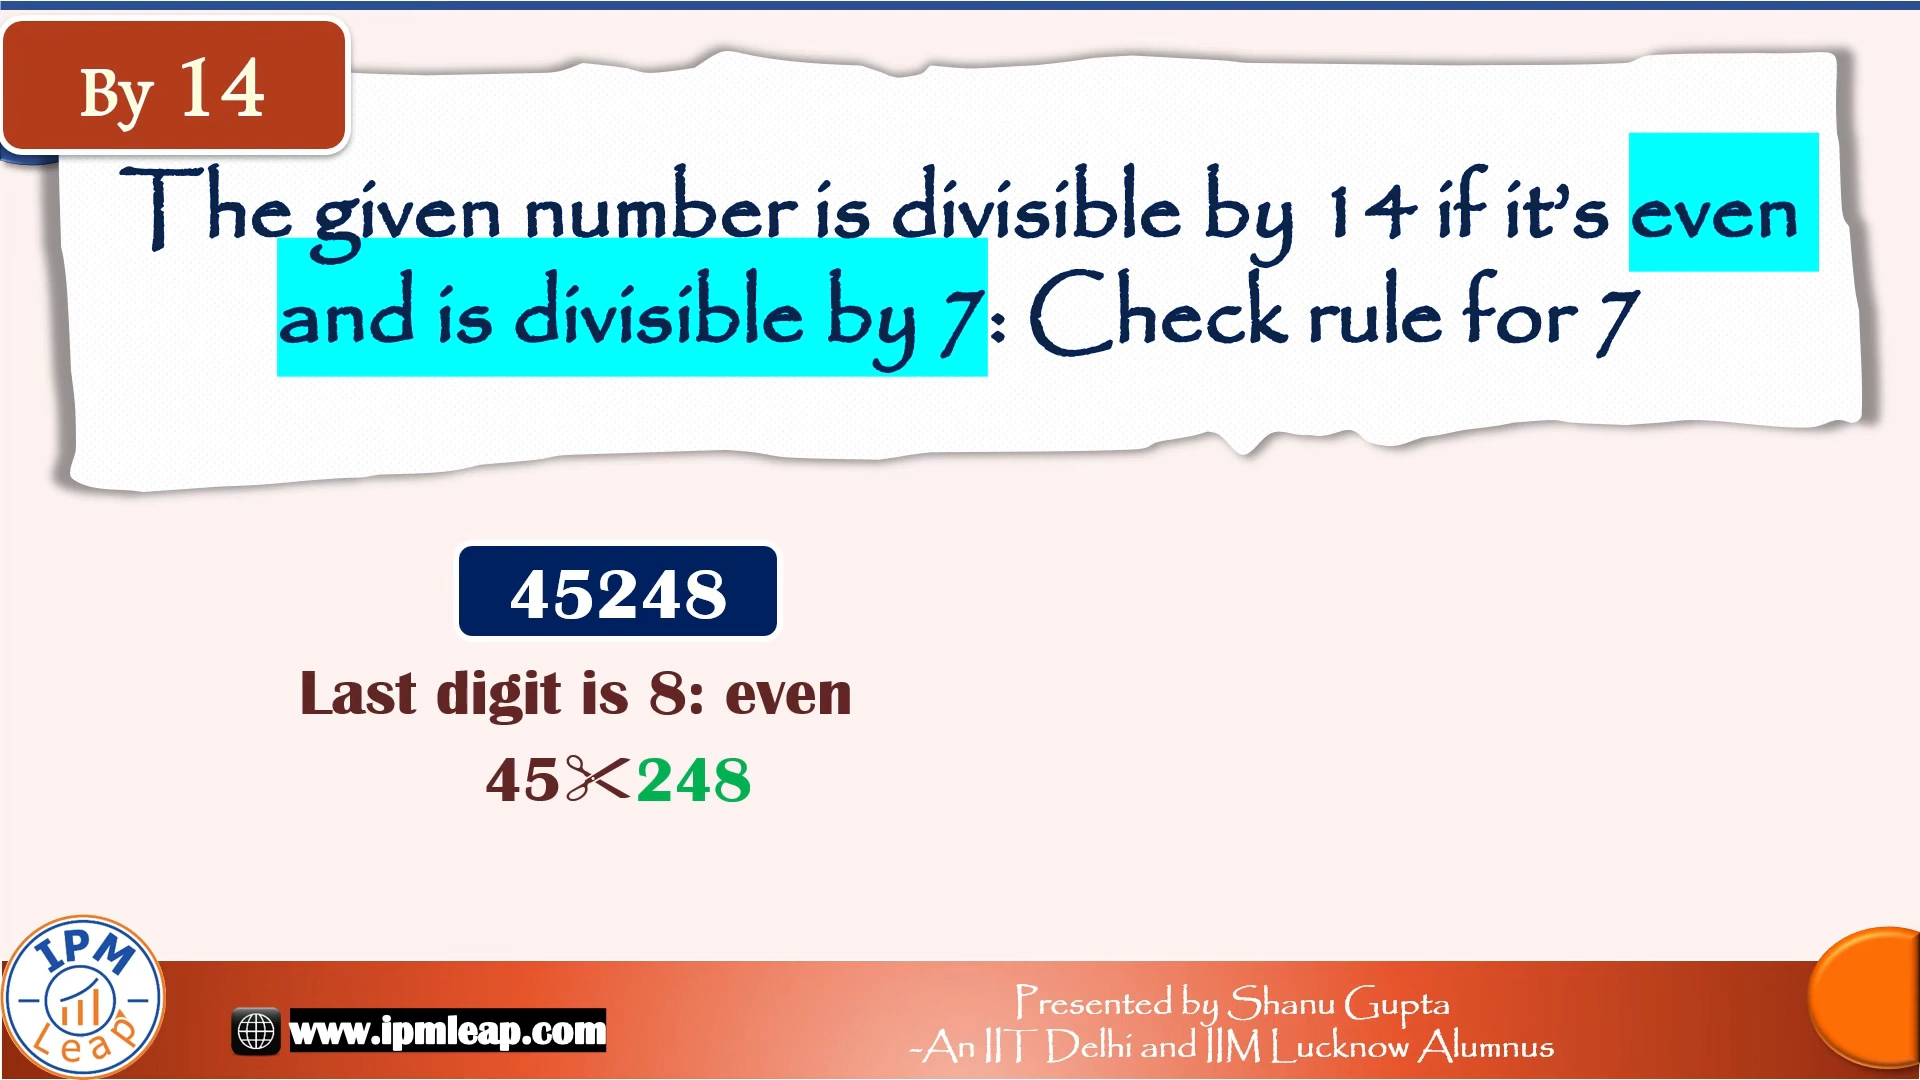 By 14
The given number is divisible by 14 if it's even
and is divisible by 7: Check rule for 7
45248
Last digit is 8: even
45✂248
IPM
Leap
www.ipmleap.com
Presented by Shanu Gupta
-An IIT Delhi and IIM Lucknow Alumnus